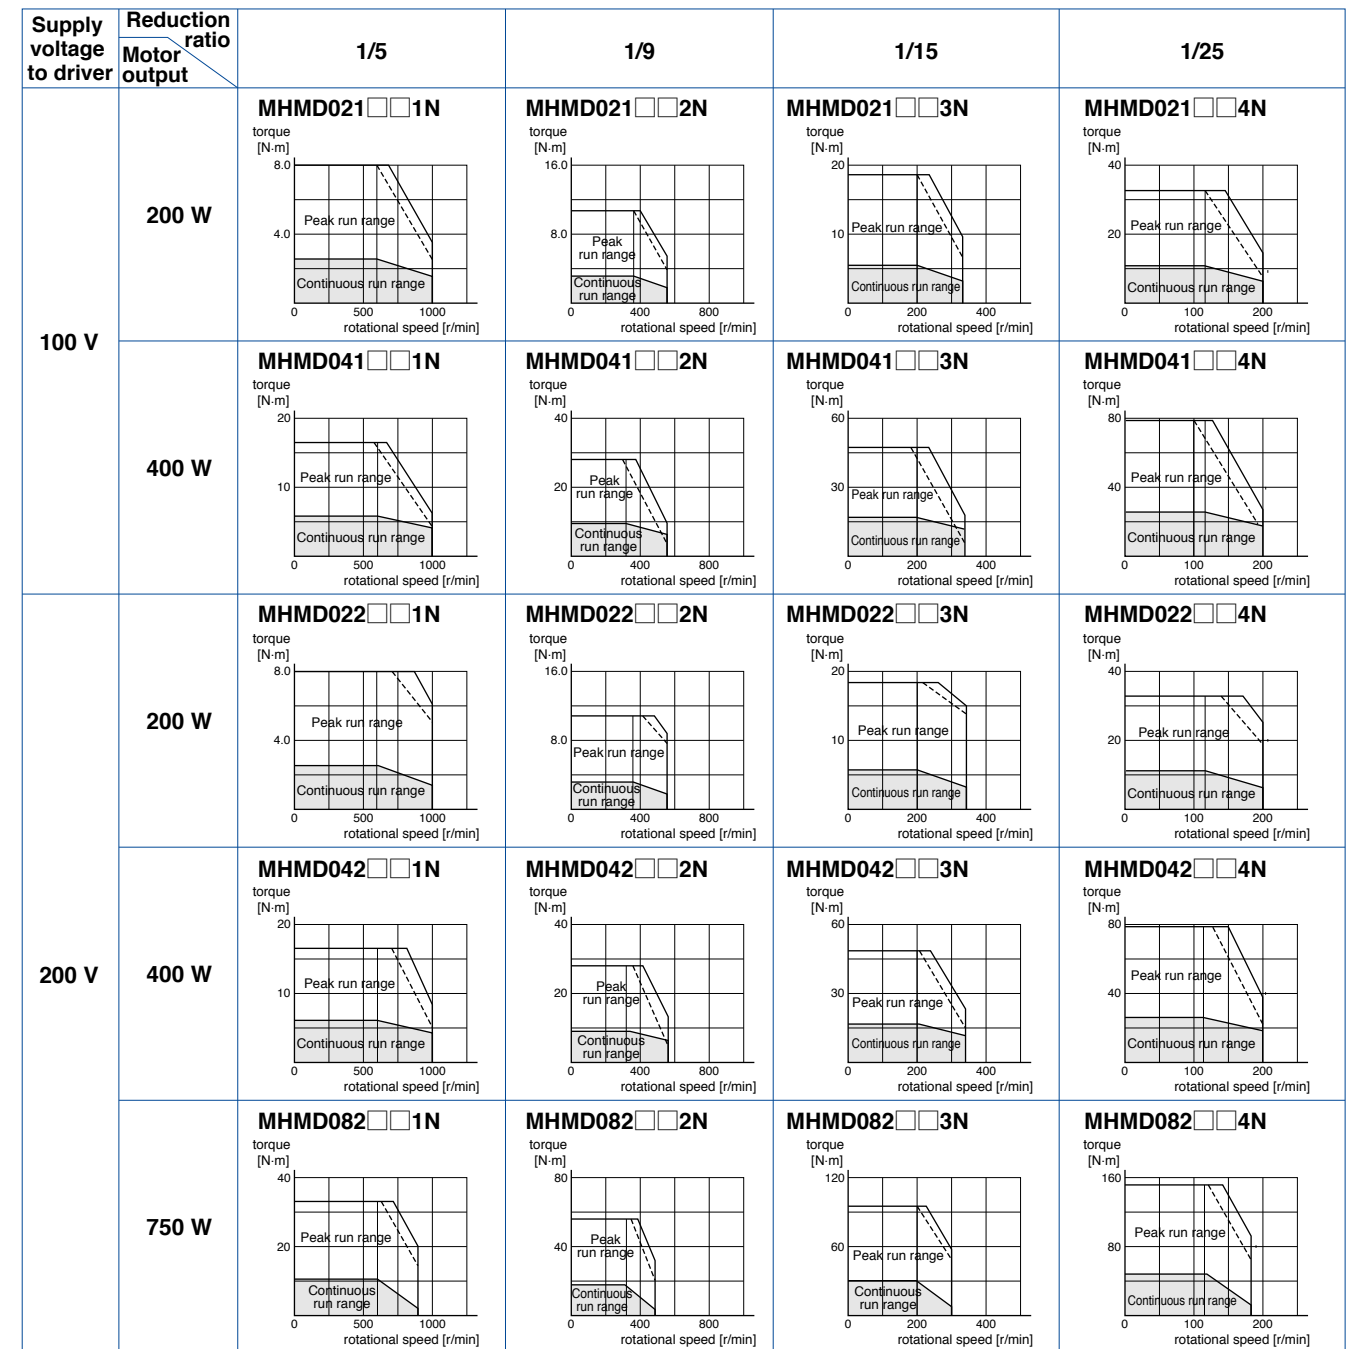 Supply
voltage
to driver
Reduction
ratio
Motor
output
1/5
1/9
1/15
1/25
100 V
200 W
MHMD021□□1N
torque
[N·m]
8.0
4.0
Peak run range
Continuous run range
0 500 1000
rotational speed [r/min]
MHMD021□□2N
torque
[N·m]
16.0
8.0
Peak
run range
Continuous
run range
0 400 800
rotational speed [r/min]
MHMD021□□3N
torque
[N·m]
20
10
Peak run range
Continuous run range
0 200 400
rotational speed [r/min]
MHMD021□□4N
torque
[N·m]
40
20
Peak run range
Continuous run range
0 100 200
rotational speed [r/min]
400 W
MHMD041□□1N
torque
[N·m]
20
10
Peak run range
Continuous run range
0 500 1000
rotational speed [r/min]
MHMD041□□2N
torque
[N·m]
40
20
Peak
run range
Continuous
run range
0 400 800
rotational speed [r/min]
MHMD041□□3N
torque
[N·m]
60
30
Peak run range
Continuous run range
0 200 400
rotational speed [r/min]
MHMD041□□4N
torque
[N·m]
80
40
Peak run range
Continuous run range
0 100 200
rotational speed [r/min]
200 V
200 W
MHMD022□□1N
torque
[N·m]
8.0
4.0
Peak run range
Continuous run range
0 500 1000
rotational speed [r/min]
MHMD022□□2N
torque
[N·m]
16.0
8.0
Peak run range
Continuous
run range
0 400 800
rotational speed [r/min]
MHMD022□□3N
torque
[N·m]
20
10
Peak run range
Continuous run range
0 200 400
rotational speed [r/min]
MHMD022□□4N
torque
[N·m]
40
20
Peak run range
Continuous run range
0 100 200
rotational speed [r/min]
400 W
MHMD042□□1N
torque
[N·m]
20
10
Peak run range
Continuous run range
0 500 1000
rotational speed [r/min]
MHMD042□□2N
torque
[N·m]
40
20
Peak
run range
Continuous
run range
0 400 800
rotational speed [r/min]
MHMD042□□3N
torque
[N·m]
60
30
Peak run range
Continuous run range
0 200 400
rotational speed [r/min]
MHMD042□□4N
torque
[N·m]
80
40
Peak run range
Continuous run range
0 100 200
rotational speed [r/min]
750 W
MHMD082□□1N
torque
[N·m]
40
20
Peak run range
Continuous
run range
0 500 1000
rotational speed [r/min]
MHMD082□□2N
torque
[N·m]
80
40
Peak
run range
Continuous
run range
0 400 800
rotational speed [r/min]
MHMD082□□3N
torque
[N·m]
120
60
Peak run range
Continuous
run range
0 200 400
rotational speed [r/min]
MHMD082□□4N
torque
[N·m]
160
80
Peak run range
Continuous run range
0 100 200
rotational speed [r/min]